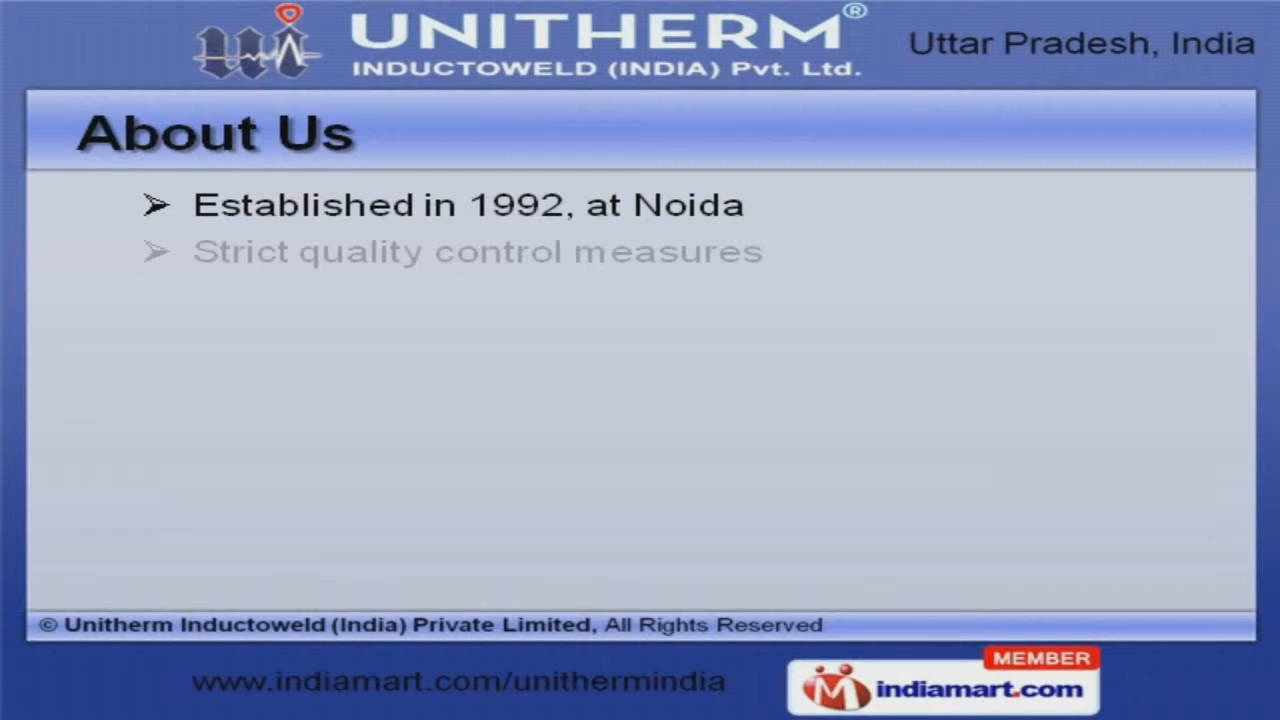 UNITHERM®
INDUCTOWELD (INDIA) Pvt. Ltd.
Uttar Pradesh, India
About Us
➢ Established in 1992, at Noida
➢ Strict quality control measures
© Unitherm Inductoweld (India) Private Limited, All Rights Reserved
www.indiamart.com/unithermindia
MEMBER
indiamart.com